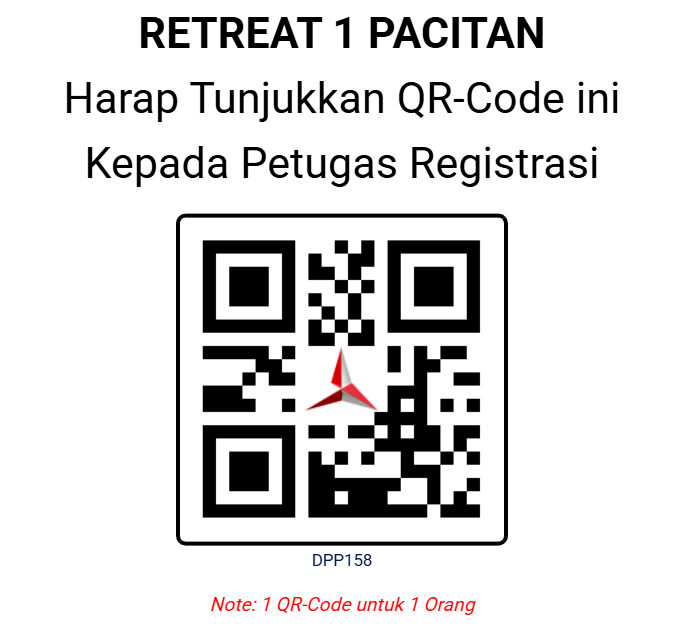 RETREAT 1 PACITAN
Harap Tunjukkan QR-Code ini
Kepada Petugas Registrasi
DPP158
Note: 1 QR-Code untuk 1 Orang